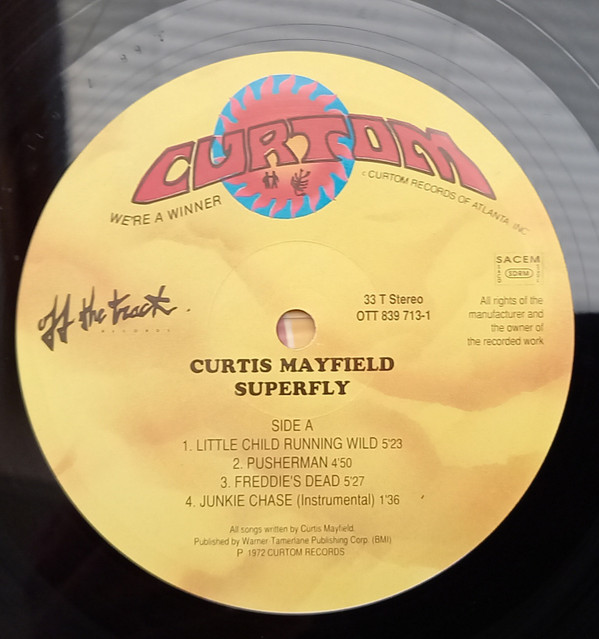 CURTOM
WE'RE A WINNER
CURTOM RECORDS OF ATLANTA INC
SACEM
SDRM
off the track.
RECORDS
33 T Stereo
OTT 839 713-1
All rights of the
manufacturer and
the owner of
the recorded work
CURTIS MAYFIELD
SUPERFLY
SIDE A
1. LITTLE CHILD RUNNING WILD 5'23
2. PUSHERMAN 4'50
3. FREDDIE'S DEAD 5'27
4. JUNKIE CHASE (Instrumental) 1'36
All songs written by Curtis Mayfield.
Published by Warner-Tamerlane Publishing Corp. (BMI)
P 1972 CURTOM RECORDS